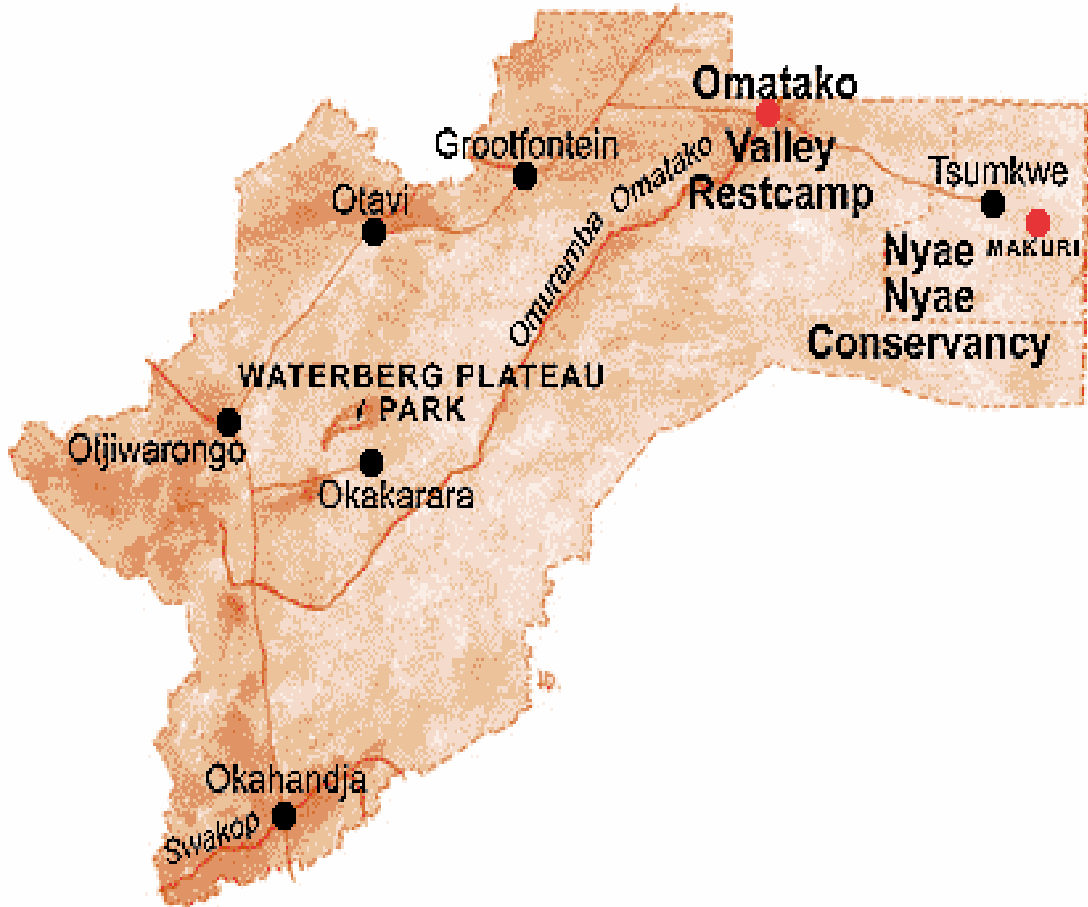 Omatako
Valley
Restcamp
Grootfontein
Tsumkwe
Otavi
Omuramba Omatako
Nyae
Nyae
Conservancy
MAKURI
WATERBERG PLATEAU
PARK
Otjiwarongo
Okakarara
Okahandja
Swakop